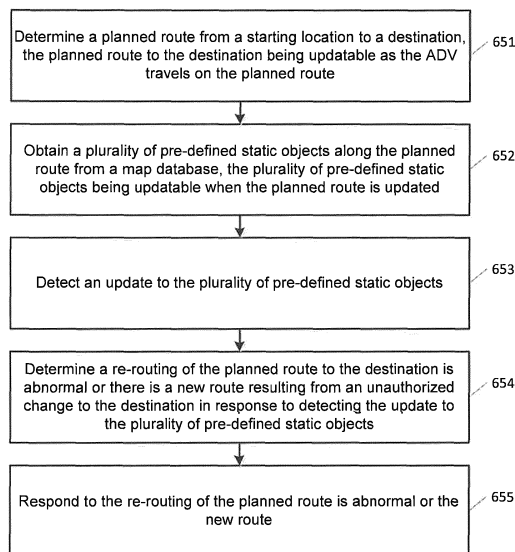 Determine a planned route from a starting location to a destination,
the planned route to the destination being updatable as the ADV
travels on the planned route
651
Obtain a plurality of pre-defined static objects along the planned
route from a map database, the plurality of pre-defined static
objects being updatable when the planned route is updated
652
Detect an update to the plurality of pre-defined static objects
653
Determine a re-routing of the planned route to the destination is
abnormal or there is a new route resulting from an unauthorized
change to the destination in response to detecting the update to
the plurality of pre-defined static objects
654
Respond to the re-routing of the planned route is abnormal or the
new route
655